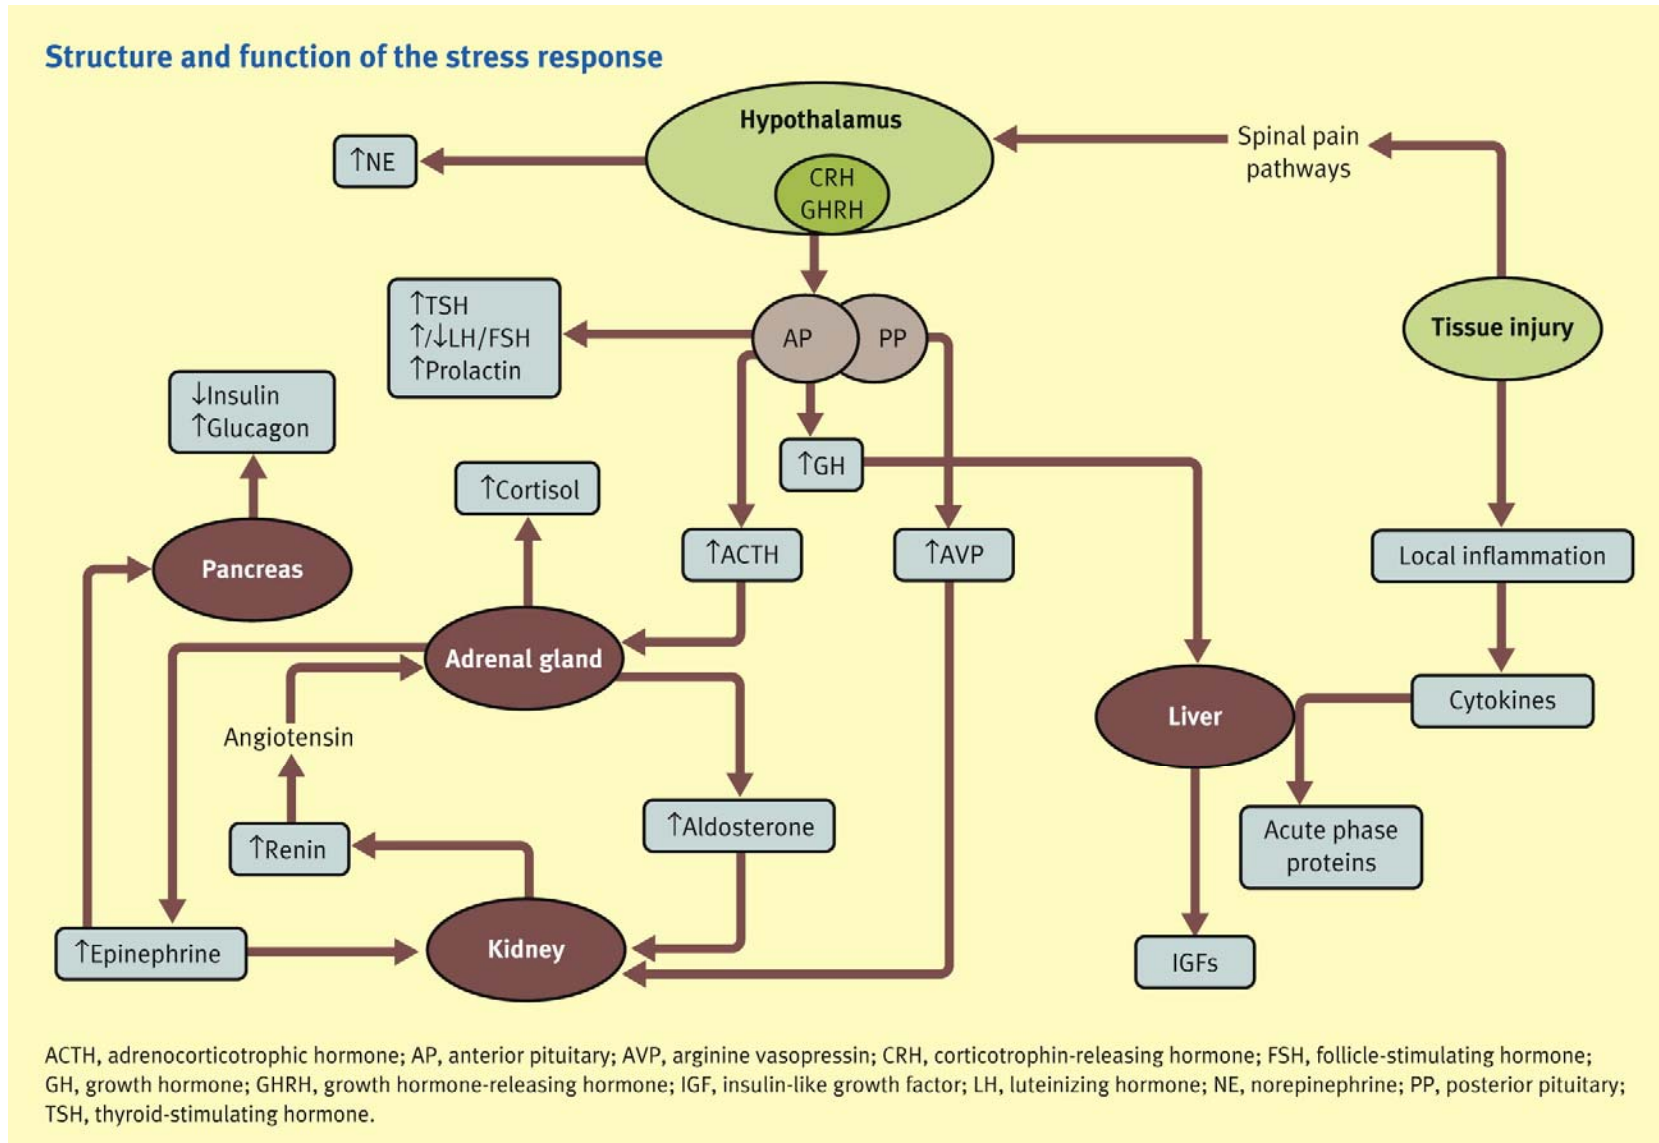 Structure and function of the stress response
Hypothalamus
CRH
GHRH
↑NE
Spinal pain
pathways
↑TSH
↑/↓LH/FSH
↑Prolactin
AP
PP
Tissue injury
↓Insulin
↑Glucagon
↑GH
↑Cortisol
↑ACTH
↑AVP
Local inflammation
Pancreas
Adrenal gland
Liver
Cytokines
Angiotensin
↑Renin
↑Aldosterone
Acute phase
proteins
↑Epinephrine
Kidney
IGFs
ACTH, adrenocorticotrophic hormone; AP, anterior pituitary; AVP, arginine vasopressin; CRH, corticotrophin-releasing hormone; FSH, follicle-stimulating hormone;
GH, growth hormone; GHRH, growth hormone-releasing hormone; IGF, insulin-like growth factor; LH, luteinizing hormone; NE, norepinephrine; PP, posterior pituitary;
TSH, thyroid-stimulating hormone.